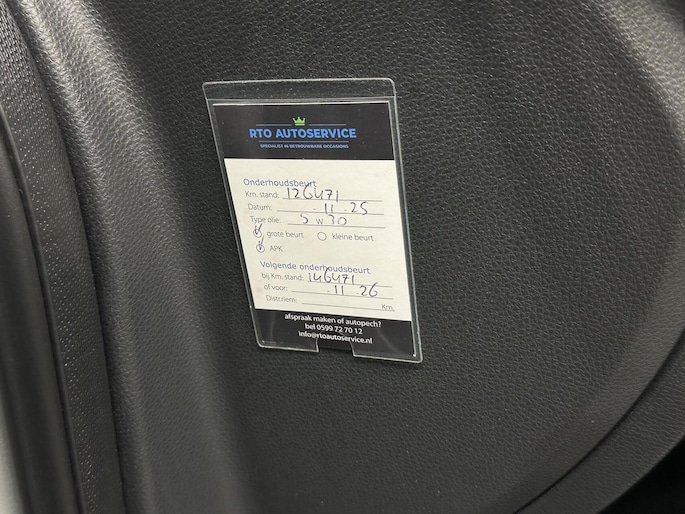 RTO AUTOSERVICE
SPECIALIST IN BETROUWBARE OCCASIONS
Onderhoudsbeurt
Km. stand: 126471
Datum: . 11 . 25
Type olie: 5 W 30
grote beurt kleine beurt
APK
Volgende onderhoudsbeurt
bij Km. stand: 146471
of voor: . 11 . 26
Distr.riem: Km.
afspraak maken of autopech?
bel 0599 72 70 12
info@rtoautoservice.nl